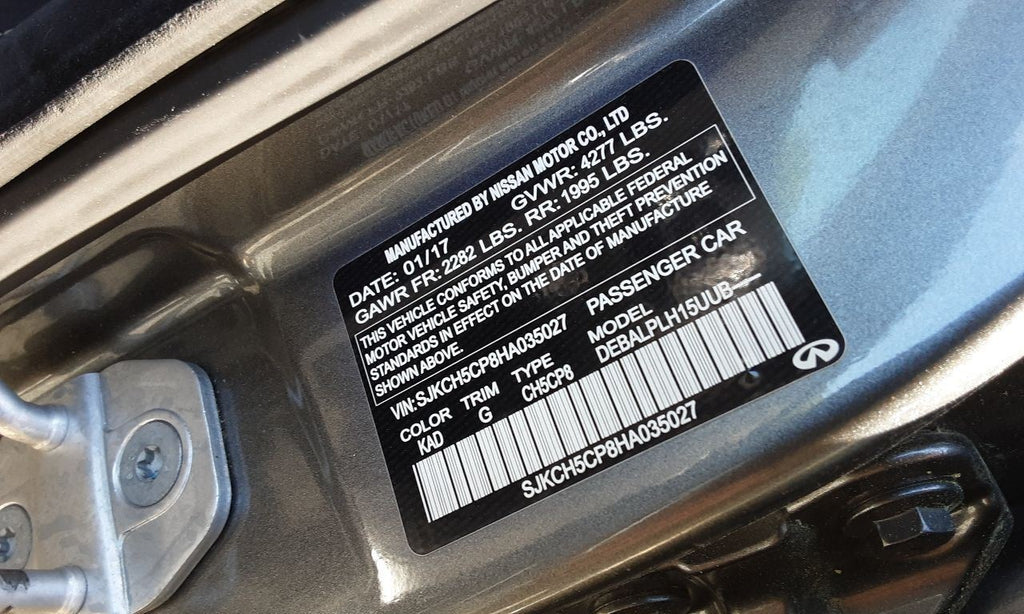 MANUFACTURED BY NISSAN MOTOR CO., LTD
DATE: 01/17 GVWR: 4277 LBS.
GAWR FR: 2282 LBS. RR: 1995 LBS.
THIS VEHICLE CONFORMS TO ALL APPLICABLE FEDERAL
MOTOR VEHICLE SAFETY, BUMPER AND THEFT PREVENTION
STANDARDS IN EFFECT ON THE DATE OF MANUFACTURE
SHOWN ABOVE.
VIN: SJKCH5CP8HA035027 PASSENGER CAR
COLOR TRIM TYPE MODEL
KAD G CH5CP8 DEBALPLH15UUB-----
SJKCH5CP8HA035027